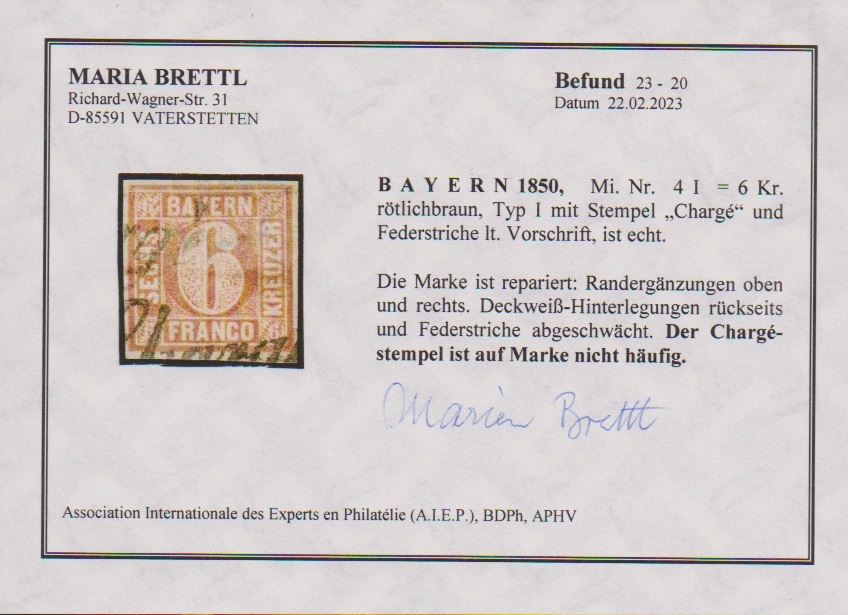 MARIA BRETTL
Richard-Wagner-Str. 31
D-85591 VATERSTETTEN
Befund 23 - 20
Datum 22.02.2023
BAYERN
SECHS
KREUZER
6
FRANCO
B A Y E R N 1850, Mi. Nr. 4 I = 6 Kr.
rötlichbraun, Typ I mit Stempel „Chargé“ und
Federstriche lt. Vorschrift, ist echt.
Die Marke ist repariert: Randergänzungen oben
und rechts. Deckweiß-Hinterlegungen rückseits
und Federstriche abgeschwächt. Der Chargé-
stempel ist auf Marke nicht häufig.
Maria Brettl
Association Internationale des Experts en Philatélie (A.I.E.P.), BDPh, APHV